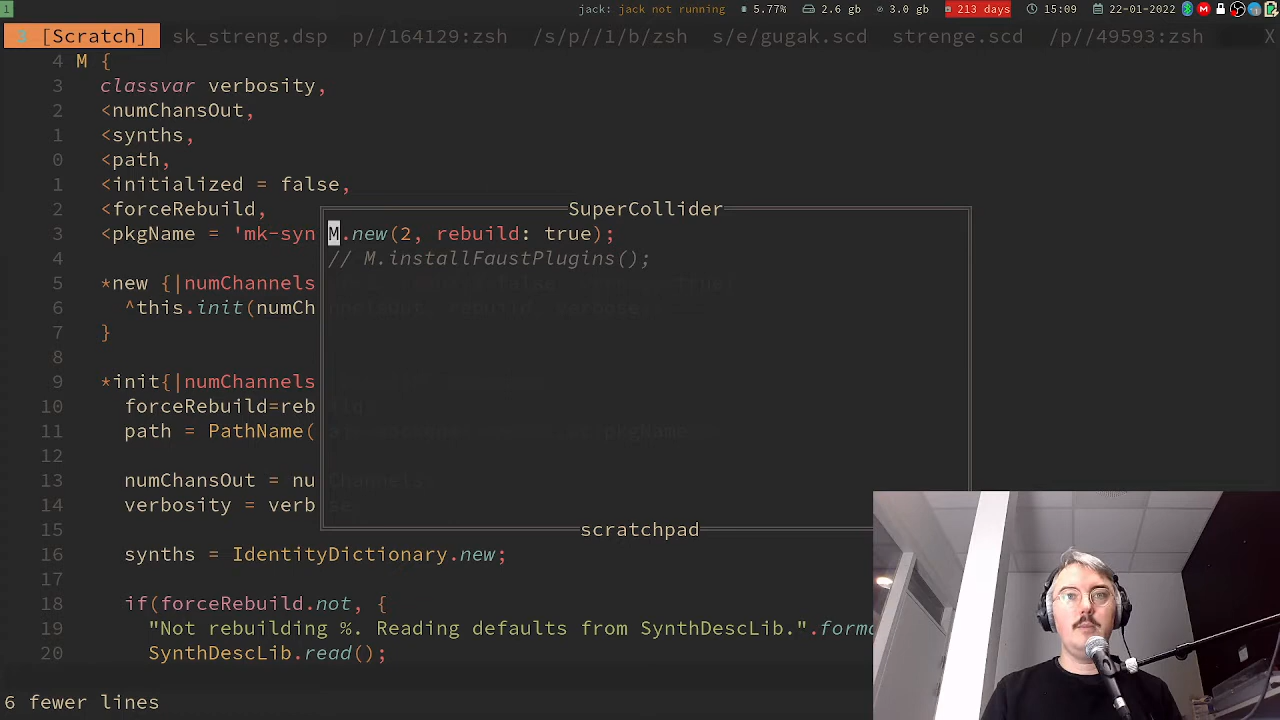 1 jack: jack not running 5.77% 2.6 gb 3.0 gb 213 days 15:09 22-01-2022
3 [Scratch] sk_streng.dsp p//164129:zsh /s/p//1/b/zsh s/e/gugak.scd strenge.scd /p//49593:zsh X
4 M {
3 classvar verbosity,
2 <numChansOut,
1 <synths,
0 <path,
1 <initialized = false,
2 <forceRebuild,
3 <pkgName = 'mk-syn
4
5 *new {|numChannels
6 ^this.init(numCh
7 }
8
9 *init{|numChannels
10 forceRebuild=reb
11 path = PathName(
12
13 numChansOut = nu
14 verbosity = verb
15
16 synths = IdentityDictionary.new;
17
18 if(forceRebuild.not, {
19 "Not rebuilding %. Reading defaults from SynthDescLib.".form
20 SynthDescLib.read();
SuperCollider
M.new(2, rebuild: true);
// M.installFaustPlugins();
scratchpad
6 fewer lines